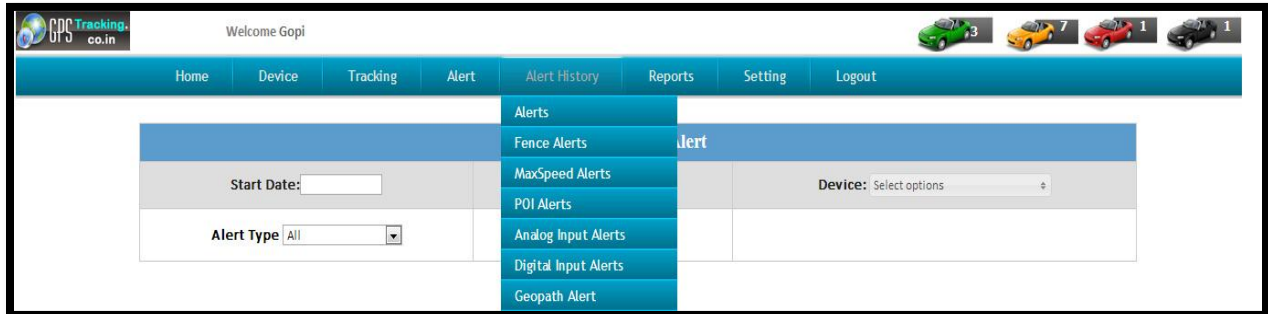 GPS Tracking.
co.in
Welcome Gopi
3
7
1
1
Home Device Tracking Alert Alert History Reports Setting Logout
Alerts
Fence Alerts
MaxSpeed Alerts
POI Alerts
Analog Input Alerts
Digital Input Alerts
Geopath Alert
Start Date:
Device: Select options
Alert Type All